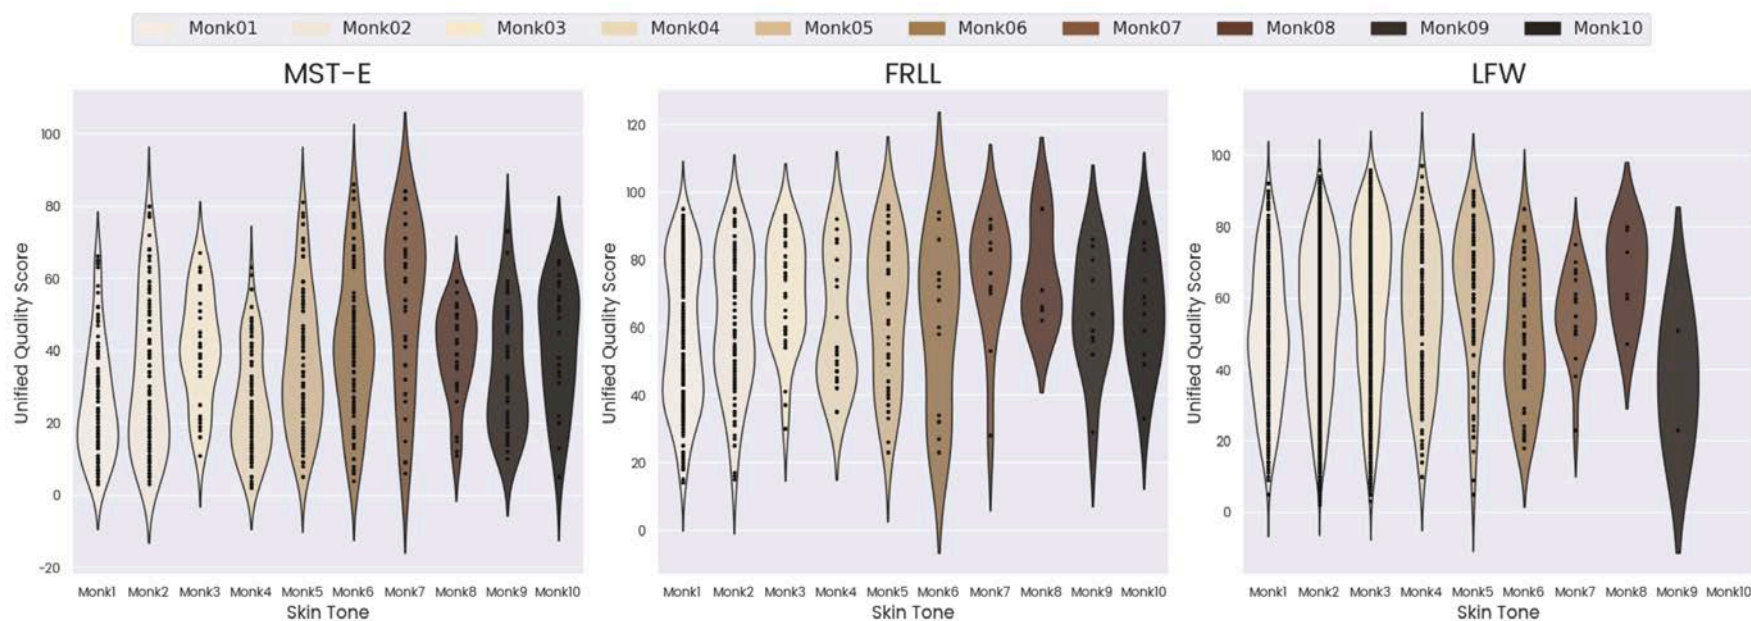 Monk01 Monk02 Monk03 Monk04 Monk05 Monk06 Monk07 Monk08 Monk09 Monk10
MST-E
Unified Quality Score
100
80
60
40
20
0
-20
Monk1 Monk2 Monk3 Monk4 Monk5 Monk6 Monk7 Monk8 Monk9 Monk10
Skin Tone
FRLL
Unified Quality Score
120
100
80
60
40
20
0
Monk1 Monk2 Monk3 Monk4 Monk5 Monk6 Monk7 Monk8 Monk9 Monk10
Skin Tone
LFW
Unified Quality Score
100
80
60
40
20
0
Monk1 Monk2 Monk3 Monk4 Monk5 Monk6 Monk7 Monk8 Monk9 Monk10
Skin Tone